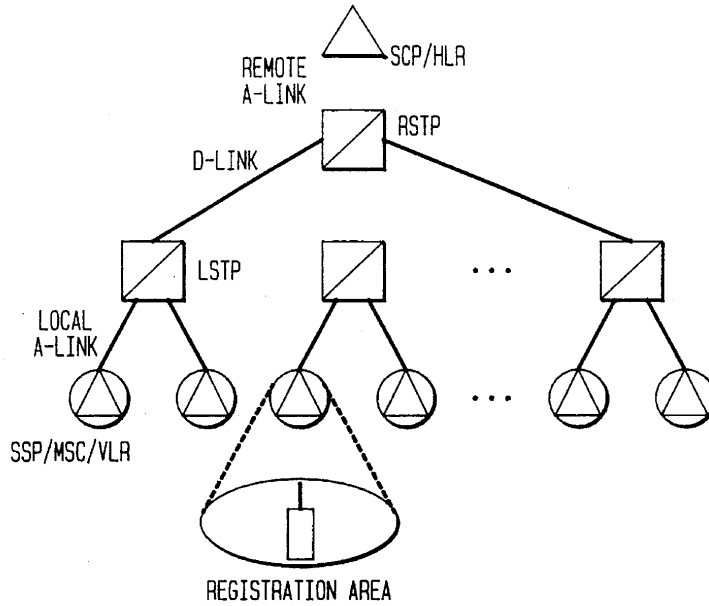 SCP/HLR
REMOTE
A-LINK
RSTP
D-LINK
LSTP
...
LOCAL
A-LINK
...
SSP/MSC/VLR
REGISTRATION AREA